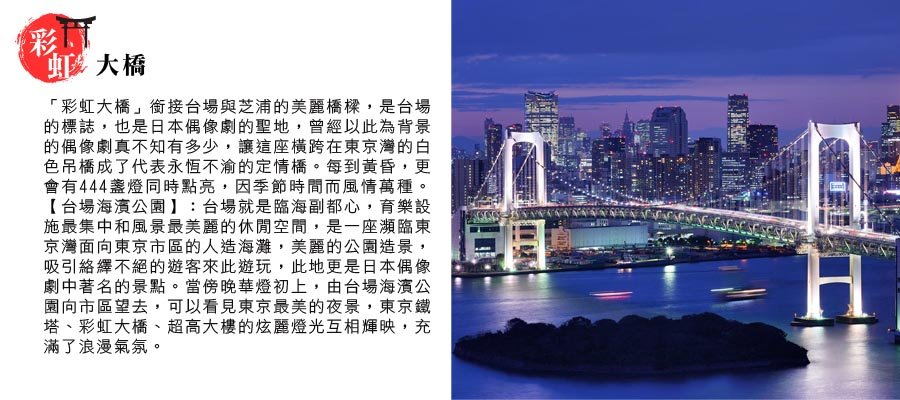 彩虹大橋
「彩虹大橋」銜接台場與芝浦的美麗橋樑,是台場
的標誌,也是日本偶像劇的聖地,曾經以此為背景
的偶像劇真不知有多少,讓這座橫跨在東京灣的白
色吊橋成了代表永恆不渝的定情橋。每到黃昏,更
會有444盞燈同時點亮,因季節時間而風情萬種。
【台場海濱公園】:台場就是臨海副都心,育樂設
施最集中和風景最美麗的休閒空間,是一座瀕臨東
京灣面向東京市區的人造海灘,美麗的公園造景,
吸引絡繹不絕的遊客來此遊玩,此地更是日本偶像
劇中著名的景點。當傍晚華燈初上,由台場海濱公
園向市區望去,可以看見東京最美的夜景,東京鐵
塔、彩虹大橋、超高大樓的炫麗燈光互相輝映,充
滿了浪漫氣氛。